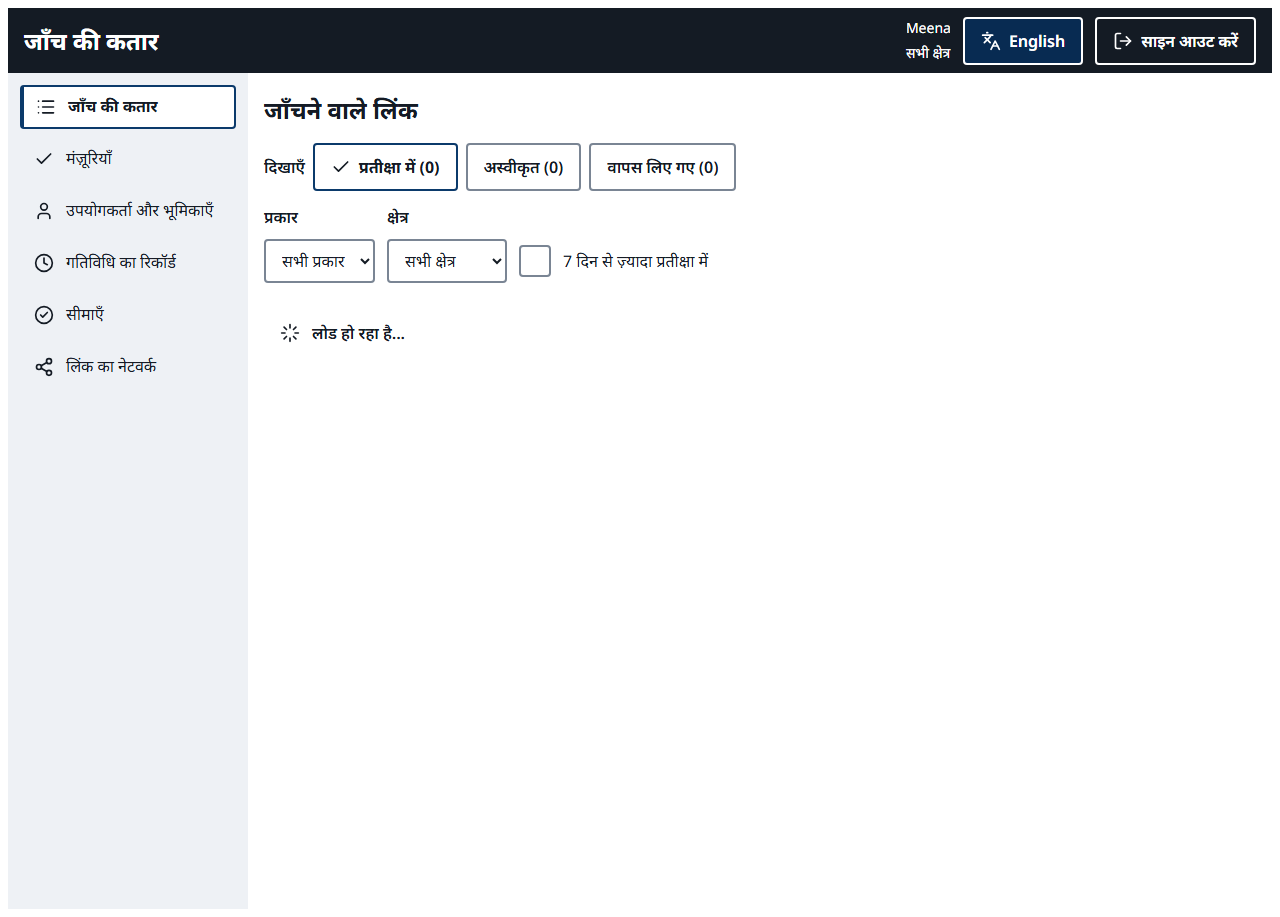 जाँच की कतार
Meena
सभी क्षेत्र
English
साइन आउट करें
जाँच की कतार
मंज़ूरियाँ
उपयोगकर्ता और भूमिकाएँ
गतिविधि का रिकॉर्ड
सीमाएँ
लिंक का नेटवर्क
जाँचने वाले लिंक
दिखाएँ प्रतीक्षा में (0) अस्वीकृत (0) वापस लिए गए (0)
प्रकार क्षेत्र
सभी प्रकार सभी क्षेत्र 7 दिन से ज़्यादा प्रतीक्षा में
लोड हो रहा है...